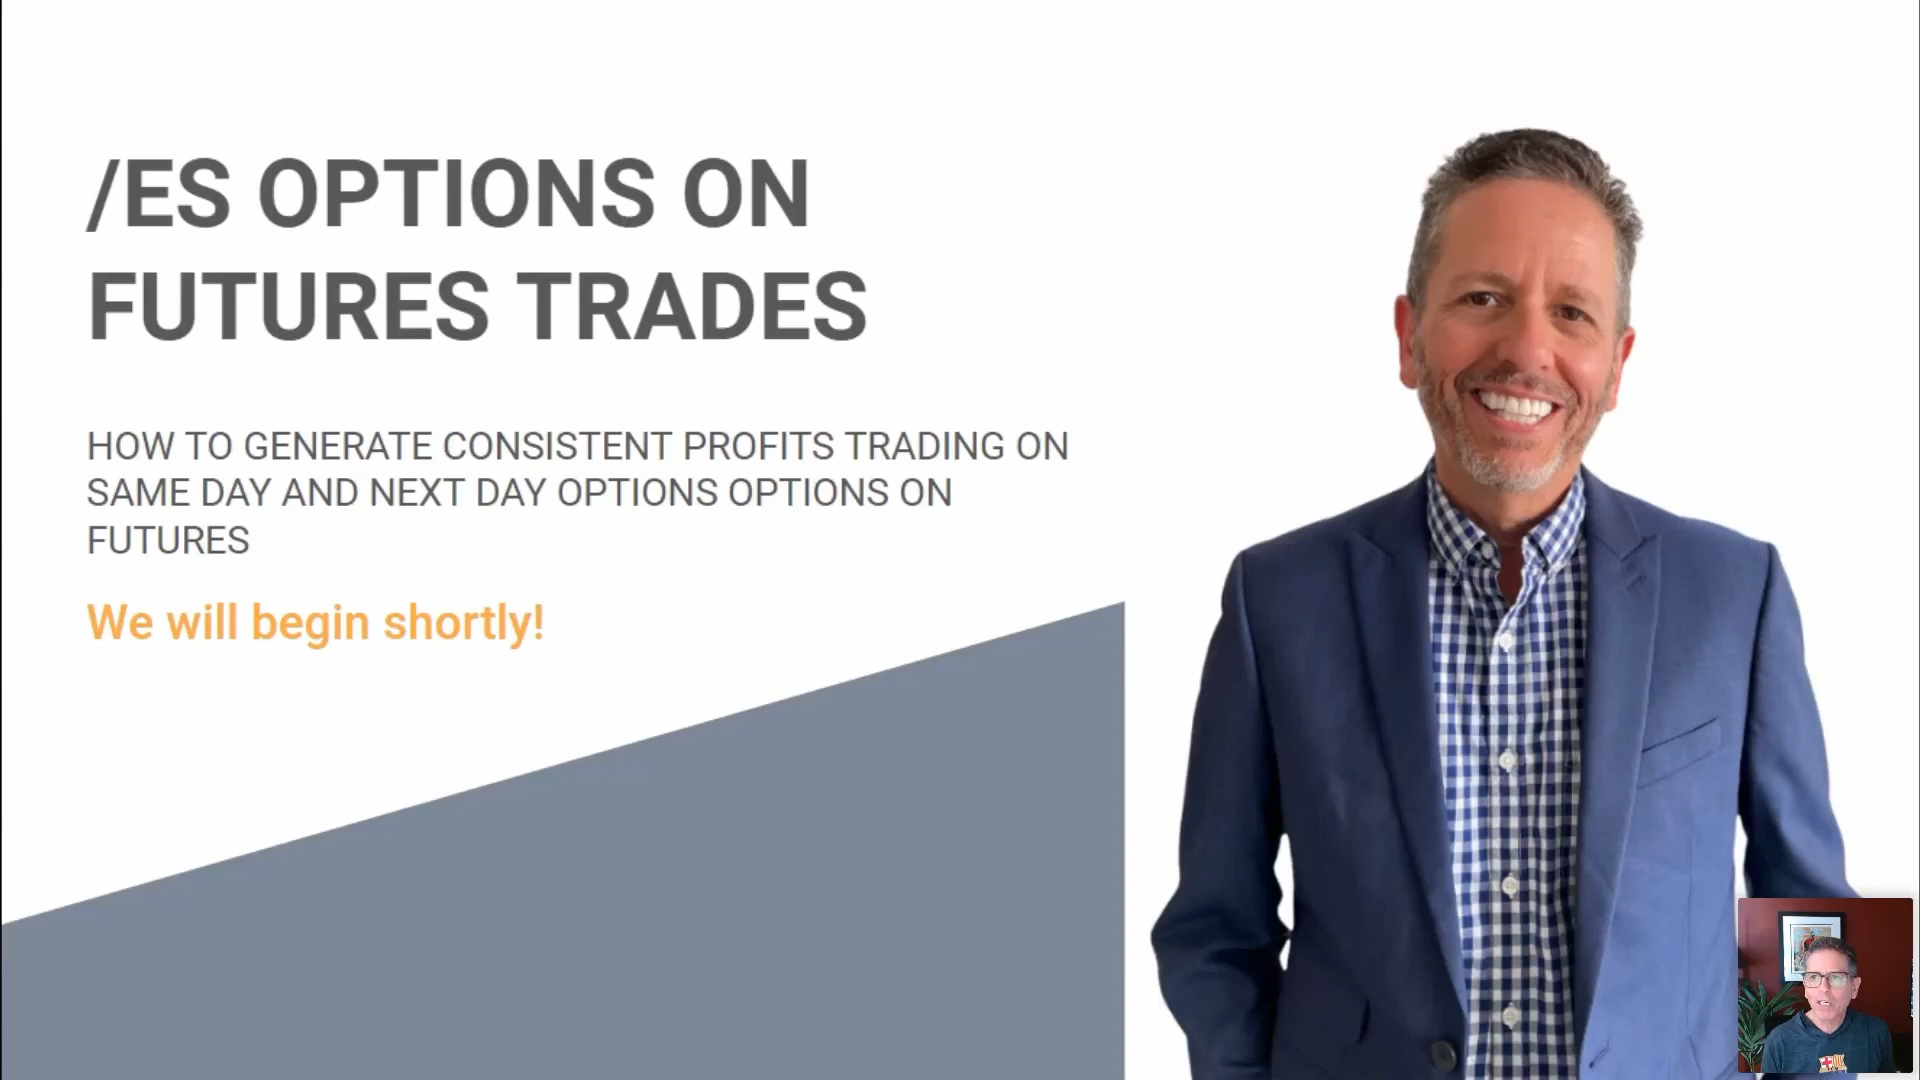 /ES OPTIONS ON
FUTURES TRADES
HOW TO GENERATE CONSISTENT PROFITS TRADING ON
SAME DAY AND NEXT DAY OPTIONS OPTIONS ON
FUTURES
We will begin shortly!